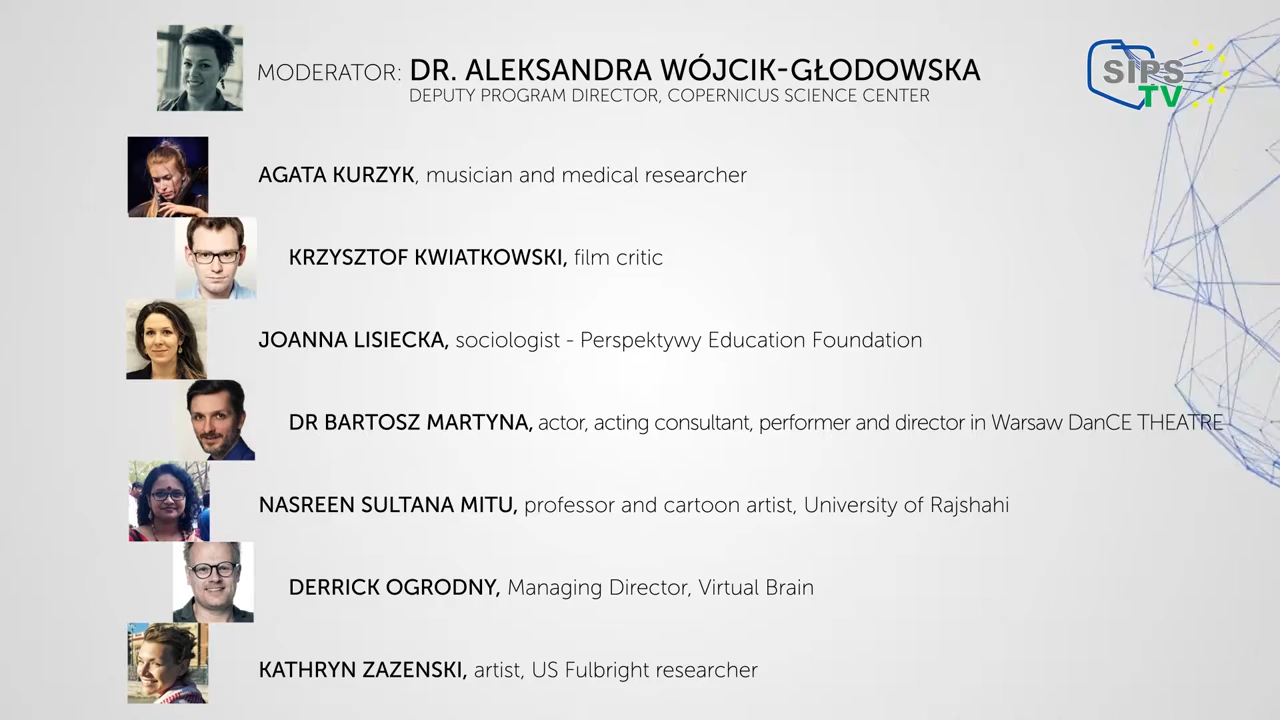 MODERATOR: DR. ALEKSANDRA WÓJCIK-GŁODOWSKA
DEPUTY PROGRAM DIRECTOR, COPERNICUS SCIENCE CENTER
SIPS
TV
AGATA KURZYK, musician and medical researcher
KRZYSZTOF KWIATKOWSKI, film critic
JOANNA LISIECKA, sociologist - Perspektywy Education Foundation
DR BARTOSZ MARTYNA, actor, acting consultant, performer and director in Warsaw DanCE THEATRE
NASREEN SULTANA MITU, professor and cartoon artist, University of Rajshahi
DERRICK OGRODNY, Managing Director, Virtual Brain
KATHRYN ZAZENSKI, artist, US Fulbright researcher